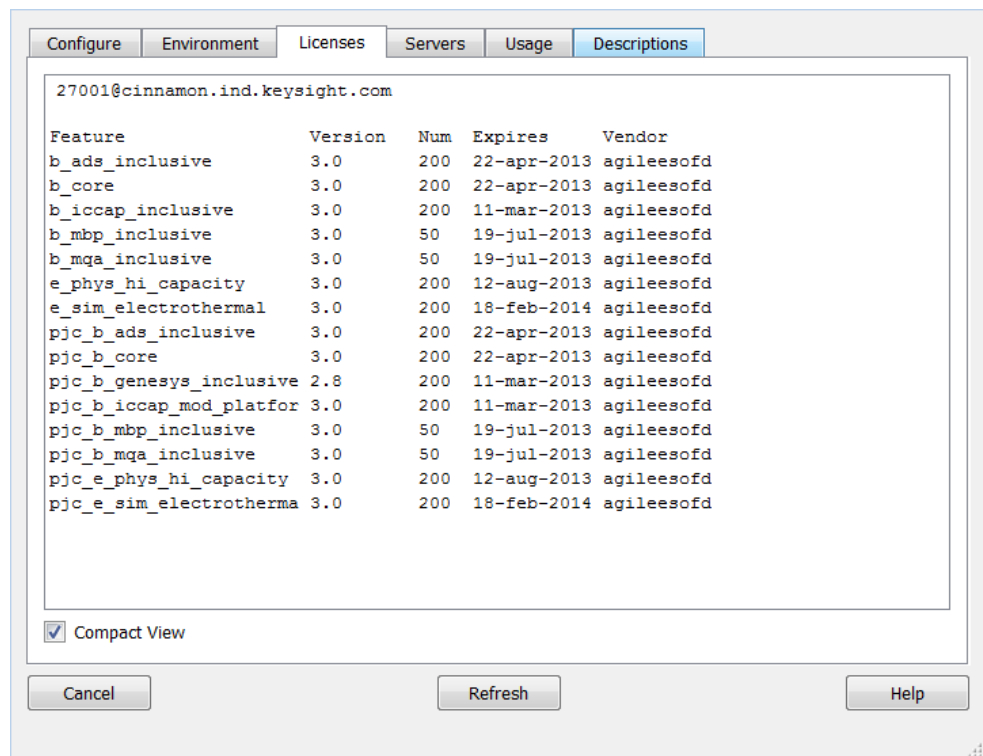 Configure Environment Licenses Servers Usage Descriptions
27001@cinnamon.ind.keysight.com
Feature Version Num Expires Vendor
b_ads_inclusive 3.0 200 22-apr-2013 agileesofd
b_core 3.0 200 22-apr-2013 agileesofd
b_iccap_inclusive 3.0 200 11-mar-2013 agileesofd
b_mbp_inclusive 3.0 50 19-jul-2013 agileesofd
b_mqa_inclusive 3.0 50 19-jul-2013 agileesofd
e_phys_hi_capacity 3.0 200 12-aug-2013 agileesofd
e_sim_electrothermal 3.0 200 18-feb-2014 agileesofd
pjc_b_ads_inclusive 3.0 200 22-apr-2013 agileesofd
pjc_b_core 3.0 200 22-apr-2013 agileesofd
pjc_b_genesys_inclusive 2.8 200 11-mar-2013 agileesofd
pjc_b_iccap_mod_platfor 3.0 200 11-mar-2013 agileesofd
pjc_b_mbp_inclusive 3.0 50 19-jul-2013 agileesofd
pjc_b_mqa_inclusive 3.0 50 19-jul-2013 agileesofd
pjc_e_phys_hi_capacity 3.0 200 12-aug-2013 agileesofd
pjc_e_sim_electrotherma 3.0 200 18-feb-2014 agileesofd
Compact View
Cancel Refresh Help